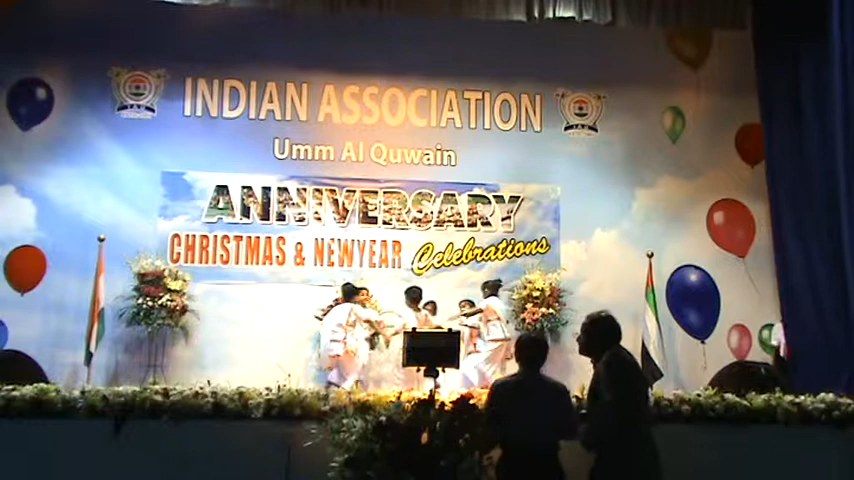 INDIAN ASSOCIATION
Umm Al Quwain
ANNIVERSARY
CHRISTMAS & NEWYEAR Celebrations